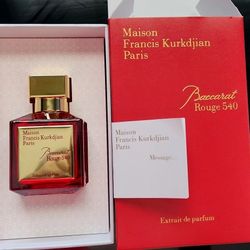 Maison
Francis Kurkdjian
Paris
Baccarat
Rouge 540
Extrait de parfum
Maison
Francis Kurkdjian
Paris
Message
Maison
Francis Kurkdjian
Paris
Baccarat
Rouge 540